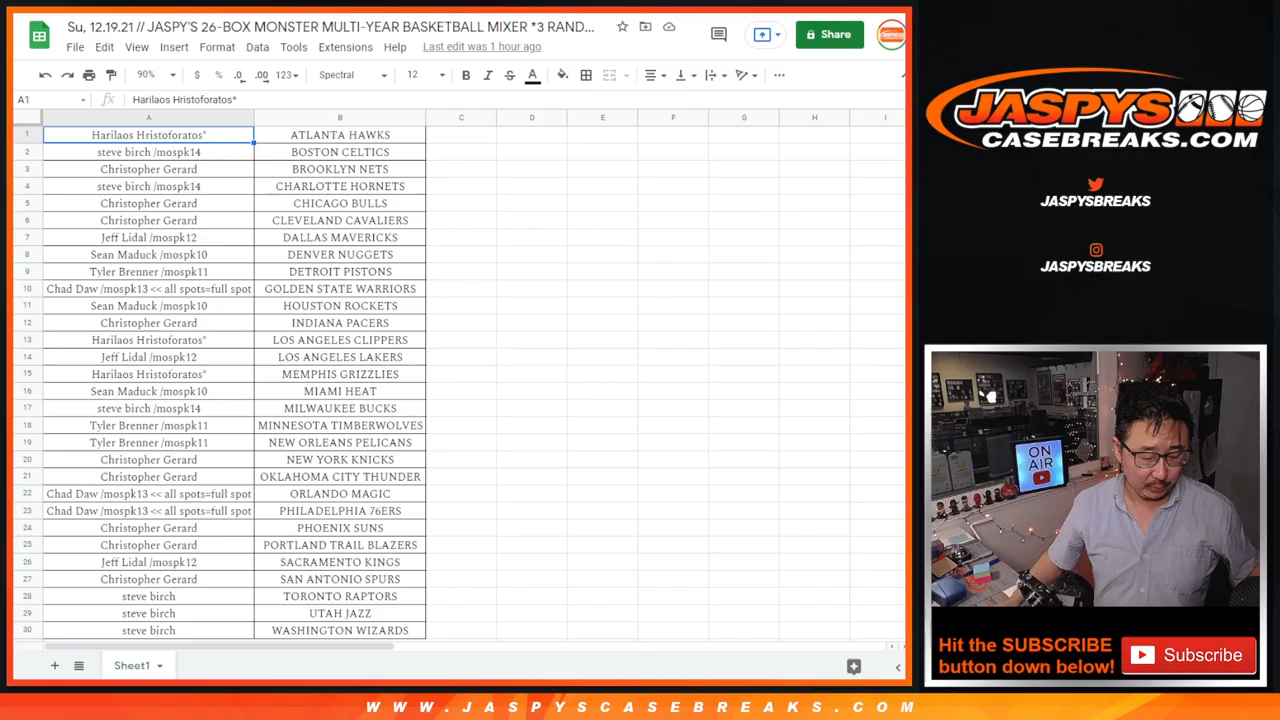 Su, 12.19.21 // JASPY'S 26-BOX MONSTER MULTI-YEAR BASKETBALL MIXER *3 RAND...
File Edit View Insert Format Data Tools Extensions Help Last edit was 1 hour ago
Share
90% $ % .0 .00 123 Spectral 12 B I S A
A1 fx Harilaos Hristoforatos*
A B C D E F G H I
1 Harilaos Hristoforatos* ATLANTA HAWKS
2 steve birch /mospk14 BOSTON CELTICS
3 Christopher Gerard BROOKLYN NETS
4 steve birch /mospk14 CHARLOTTE HORNETS
5 Christopher Gerard CHICAGO BULLS
6 Christopher Gerard CLEVELAND CAVALIERS
7 Jeff Lidal /mospk12 DALLAS MAVERICKS
8 Sean Maduck /mospk10 DENVER NUGGETS
9 Tyler Brenner /mospk11 DETROIT PISTONS
10 Chad Daw /mospk13 << all spots=full spot GOLDEN STATE WARRIORS
11 Sean Maduck /mospk10 HOUSTON ROCKETS
12 Christopher Gerard INDIANA PACERS
13 Harilaos Hristoforatos* LOS ANGELES CLIPPERS
14 Jeff Lidal /mospk12 LOS ANGELES LAKERS
15 Harilaos Hristoforatos* MEMPHIS GRIZZLIES
16 Sean Maduck /mospk10 MIAMI HEAT
17 steve birch /mospk14 MILWAUKEE BUCKS
18 Tyler Brenner /mospk11 MINNESOTA TIMBERWOLVES
19 Tyler Brenner /mospk11 NEW ORLEANS PELICANS
20 Christopher Gerard NEW YORK KNICKS
21 Christopher Gerard OKLAHOMA CITY THUNDER
22 Chad Daw /mospk13 << all spots=full spot ORLANDO MAGIC
23 Chad Daw /mospk13 << all spots=full spot PHILADELPHIA 76ERS
24 Christopher Gerard PHOENIX SUNS
25 Christopher Gerard PORTLAND TRAIL BLAZERS
26 Jeff Lidal /mospk12 SACRAMENTO KINGS
27 Christopher Gerard SAN ANTONIO SPURS
28 steve birch TORONTO RAPTORS
29 steve birch UTAH JAZZ
30 steve birch WASHINGTON WIZARDS
Sheet1
JASPYS
CASEBREAKS.COM
JASPYSBREAKS
JASPYSBREAKS
ON
AIR
Hit the SUBSCRIBE
button down below!
Subscribe
WWW.JASPYSCASEBREAKS.COM